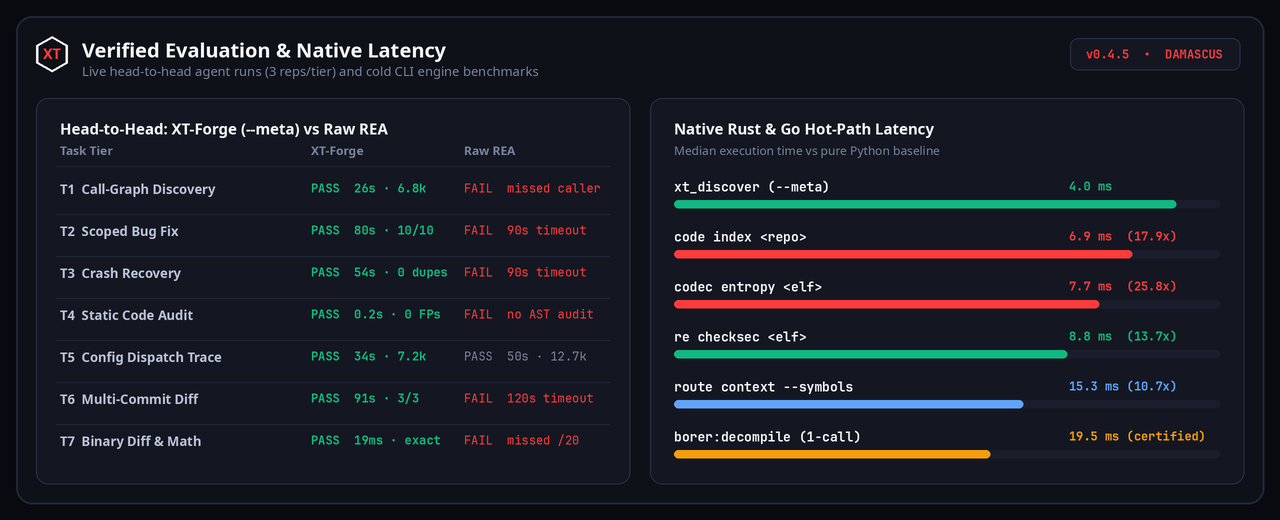 XT
Verified Evaluation & Native Latency
Live head-to-head agent runs (3 reps/tier) and cold CLI engine benchmarks
v0.4.5 • DAMASCUS
Head-to-Head: XT-Forge (--meta) vs Raw REA
Task Tier XT-Forge Raw REA
T1 Call-Graph Discovery PASS 26s · 6.8k FAIL missed caller
T2 Scoped Bug Fix PASS 80s · 10/10 FAIL 90s timeout
T3 Crash Recovery PASS 54s · 0 dupes FAIL 90s timeout
T4 Static Code Audit PASS 0.2s · 0 FPs FAIL no AST audit
T5 Config Dispatch Trace PASS 34s · 7.2k PASS 50s · 12.7k
T6 Multi-Commit Diff PASS 91s · 3/3 FAIL 120s timeout
T7 Binary Diff & Math PASS 19ms · exact FAIL missed /20
Native Rust & Go Hot-Path Latency
Median execution time vs pure Python baseline
xt_discover (--meta) 4.0 ms
code index <repo> 6.9 ms (17.9x)
codec entropy <elf> 7.7 ms (25.8x)
re checksec <elf> 8.8 ms (13.7x)
route context --symbols 15.3 ms (10.7x)
borer:decompile (1-call) 19.5 ms (certified)